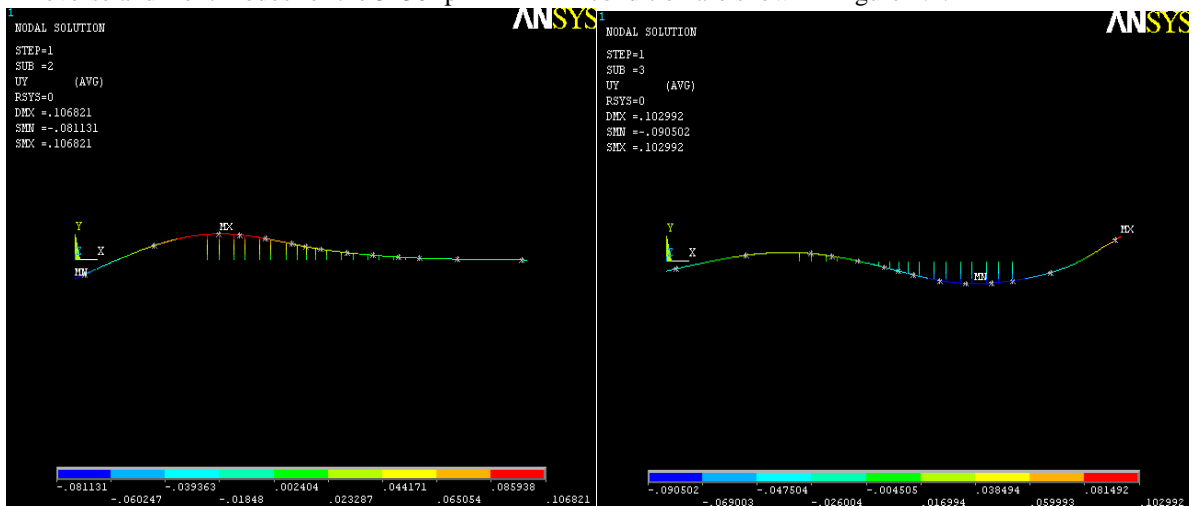 1
ANSYS
NODAL SOLUTION
STEP=1
SUB =2
UY (AVG)
RSYS=0
DMX =.106821
SMN =-.081131
SMX =.106821
Y
X
MX
MN
-.081131 -.039363 .002404 .044171 .085938
-.060247 -.01848 .023287 .065054 .106821
1
ANSYS
NODAL SOLUTION
STEP=1
SUB =3
UY (AVG)
RSYS=0
DMX =.102992
SMN =-.090502
SMX =.102992
Y
X
MX
MN
-.090502 -.047504 -.004505 .038494 .081492
-.069003 -.026004 .016994 .059993 .102992